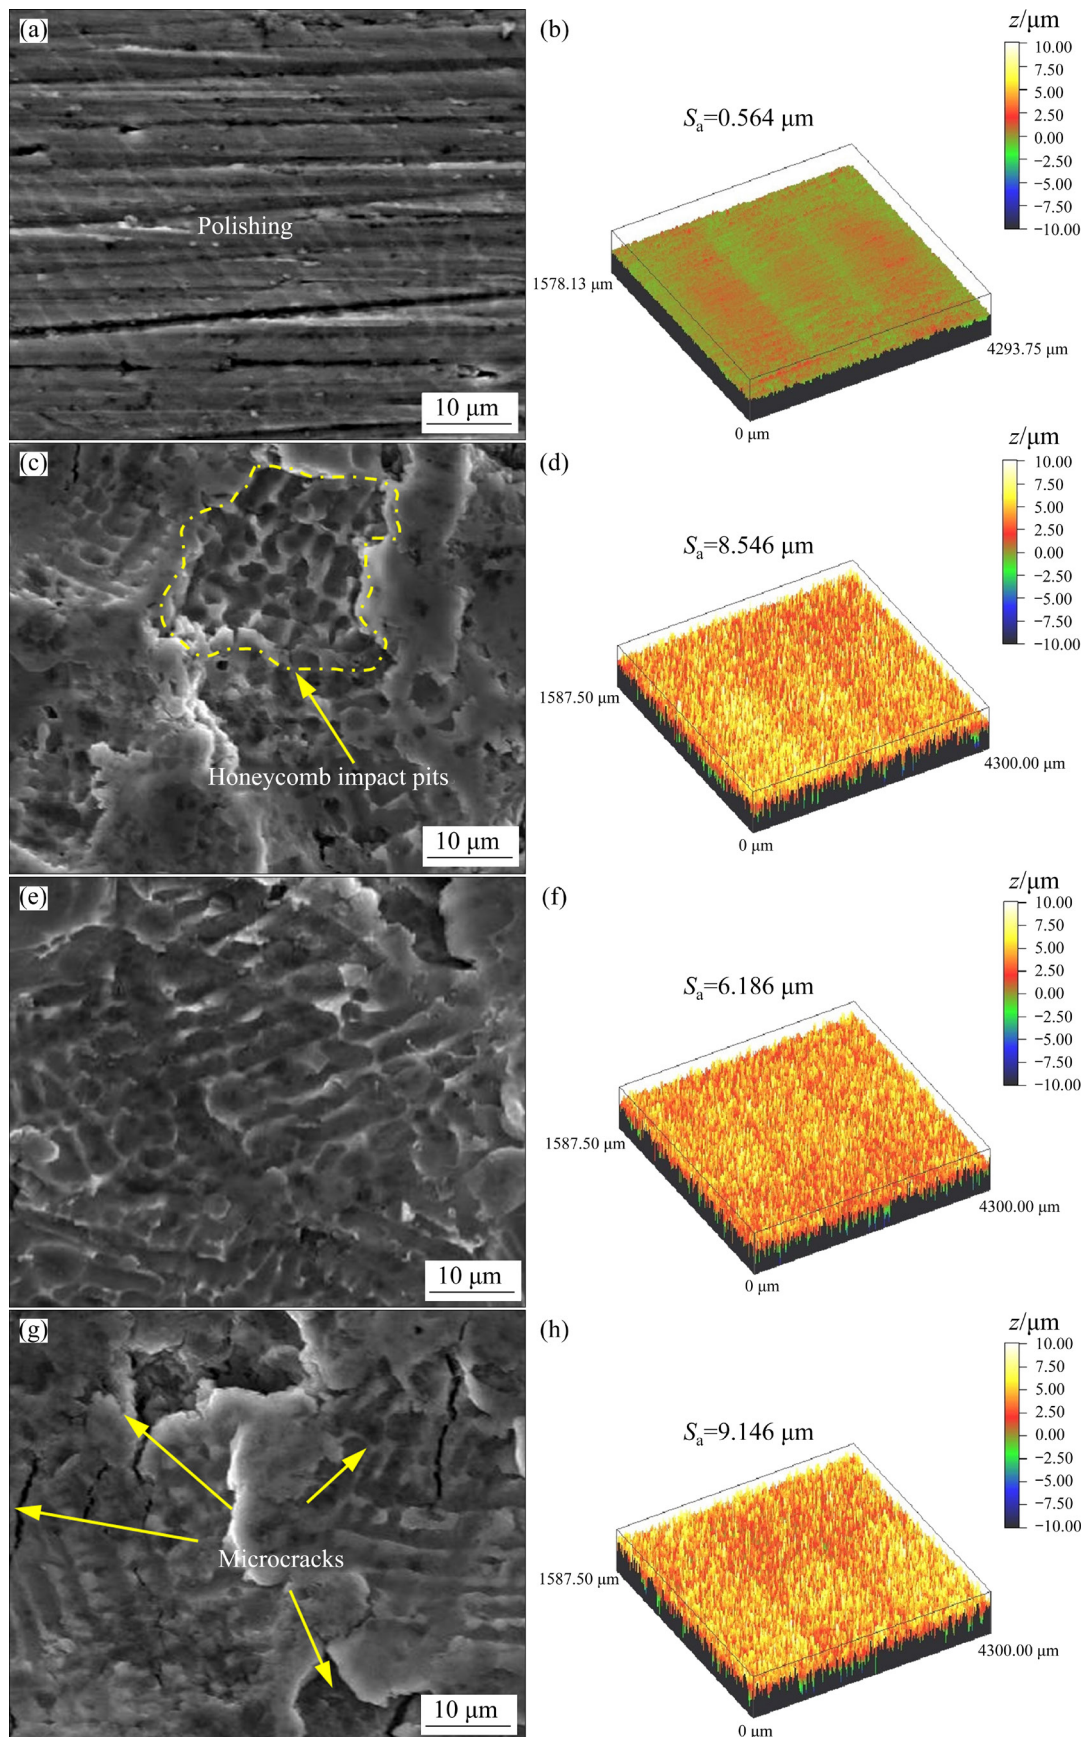 (a)
Polishing
10 μm
(b)
z/μm
10.00
7.50
5.00
2.50
0.00
−2.50
−5.00
−7.50
−10.00
Sa=0.564 μm
1578.13 μm
4293.75 μm
0 μm
(c)
Honeycomb impact pits
10 μm
(d)
z/μm
10.00
7.50
5.00
2.50
0.00
−2.50
−5.00
−7.50
−10.00
Sa=8.546 μm
1587.50 μm
4300.00 μm
0 μm
(e)
10 μm
(f)
z/μm
10.00
7.50
5.00
2.50
0.00
−2.50
−5.00
−7.50
−10.00
Sa=6.186 μm
1587.50 μm
4300.00 μm
0 μm
(g)
Microcracks
10 μm
(h)
z/μm
10.00
7.50
5.00
2.50
0.00
−2.50
−5.00
−7.50
−10.00
Sa=9.146 μm
1587.50 μm
4300.00 μm
0 μm